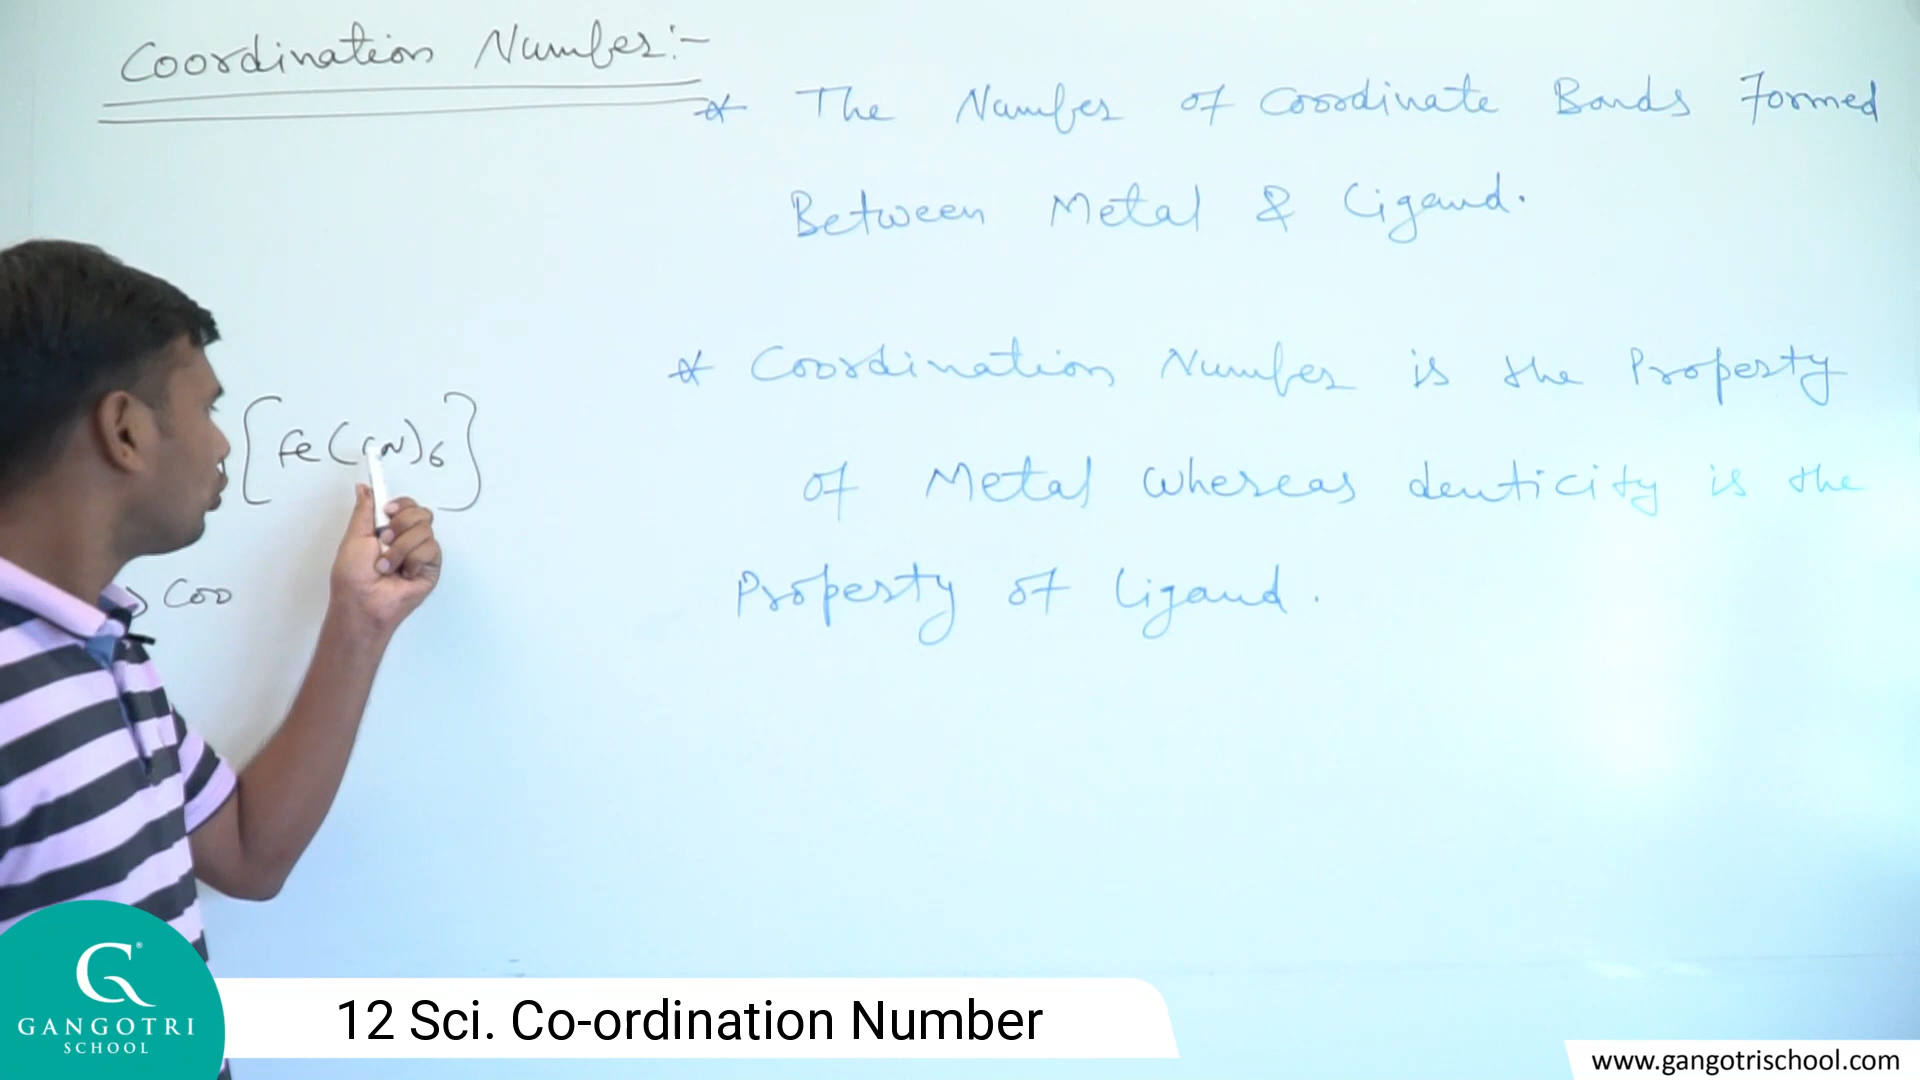 Coordination Number:-
* The Number of Coordinate Bonds Formed
Between Metal & Ligand.
* Coordination Number is the Property
of Metal whereas denticity is the
Property of ligand.
[Fe(CN)6]
Coo
GANGOTRI
SCHOOL
12 Sci. Co-ordination Number
www.gangotrischool.com